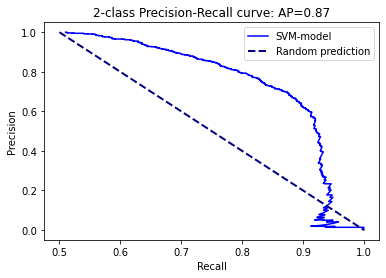 2-class Precision-Recall curve: AP=0.87
SVM-model
Random prediction
Precision
1.0
0.8
0.6
0.4
0.2
0.0
0.5
0.6
0.7
0.8
0.9
1.0
Recall